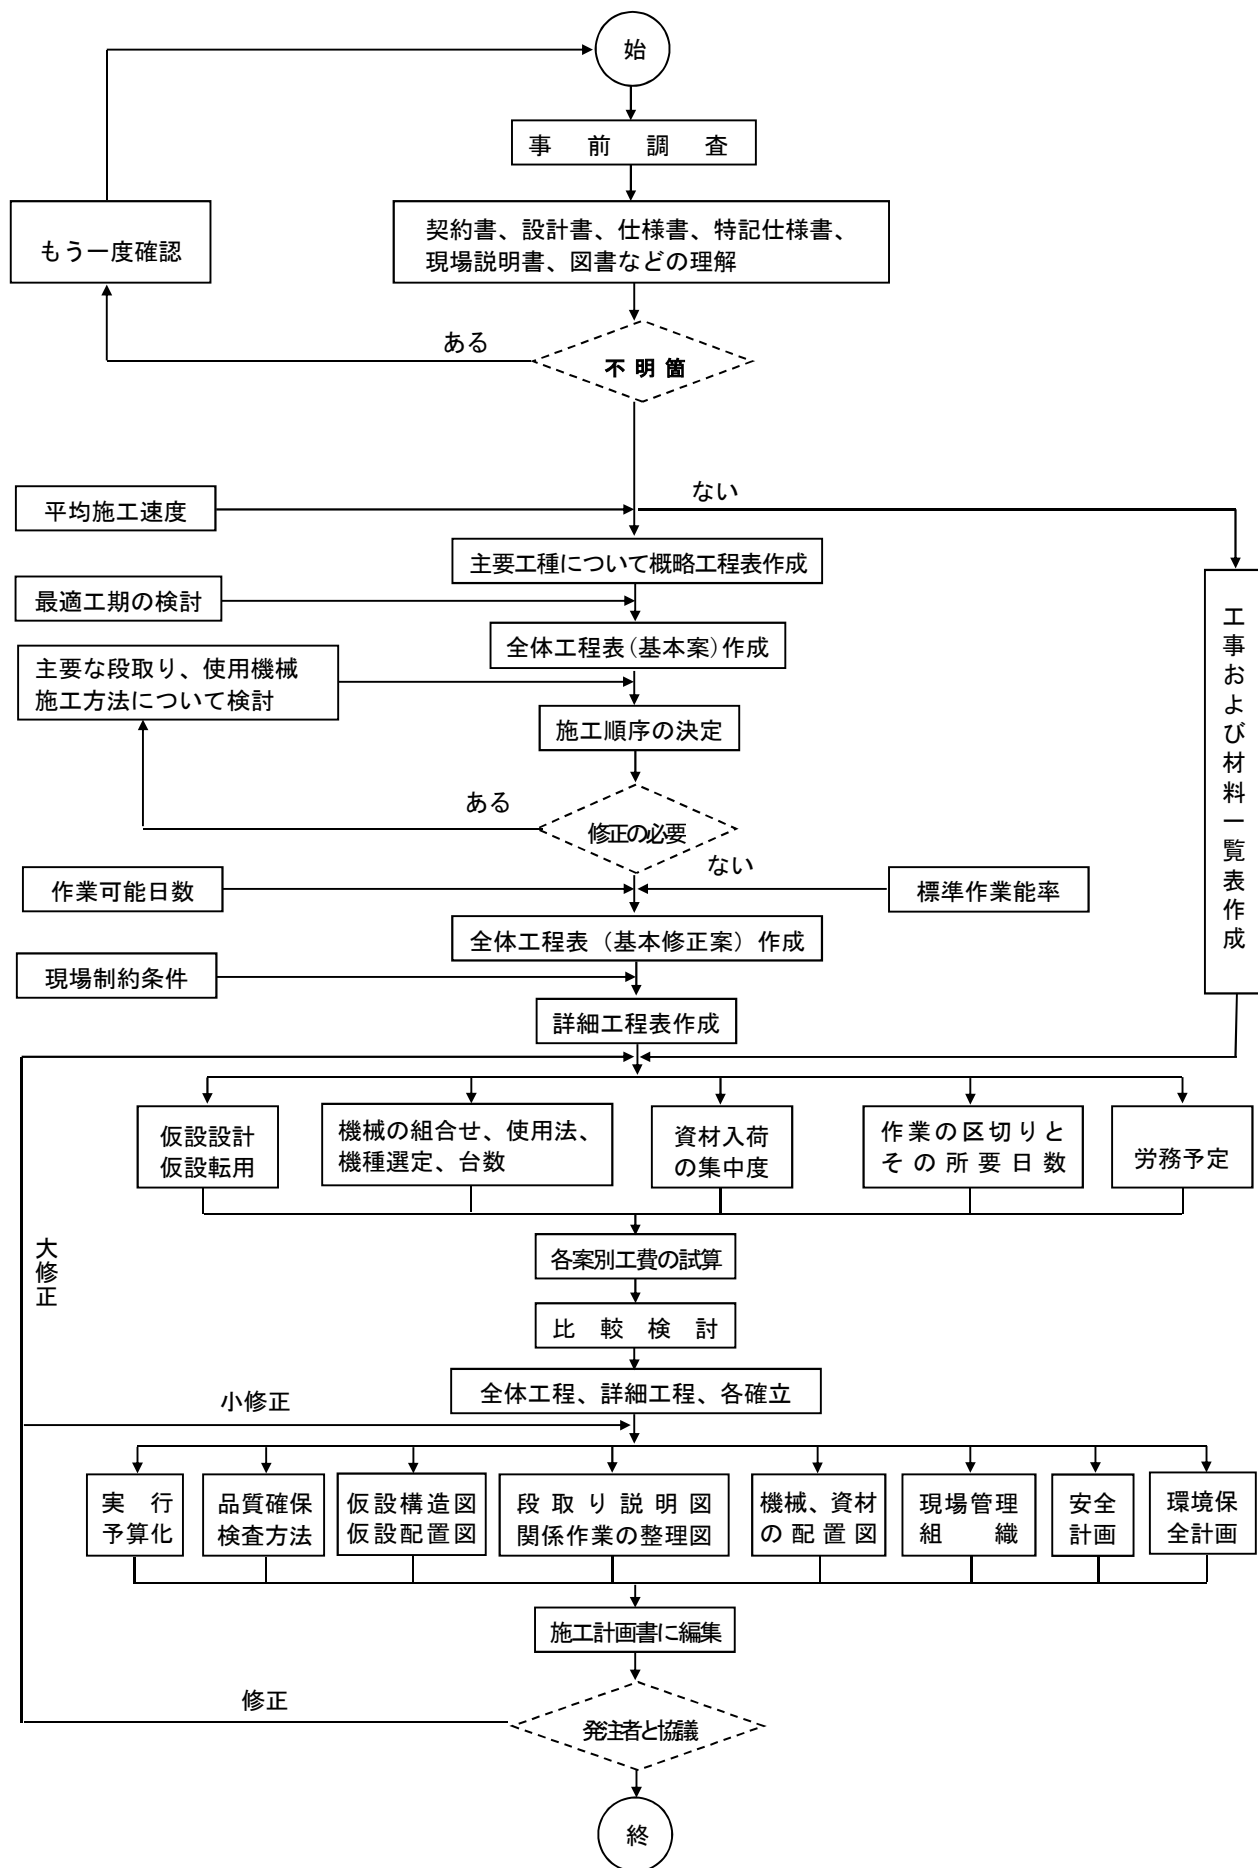 始
事前調査
もう一度確認
契約書、設計書、仕様書、特記仕様書、
現場説明書、図書などの理解
ある
不明箇
ない
平均施工速度
主要工種について概略工程表作成
最適工期の検討
工事および材料一覧表作成
全体工程表(基本案)作成
主要な段取り、使用機械
施工方法について検討
施工順序の決定
ある
修正の必要
ない
作業可能日数
標準作業能率
全体工程表（基本修正案）作成
現場制約条件
詳細工程表作成
仮設設計
仮設転用
機械の組合せ、使用法、
機種選定、台数
資材入荷
の集中度
作業の区切りと
その所要日数
労務予定
大修正
各案別工費の試算
比較検討
全体工程、詳細工程、各確立
小修正
実行
予算化
品質確保
検査方法
仮設構造図
仮設配置図
段取り説明図
関係作業の整理図
機械、資材
の配置図
現場管理
組織
安全
計画
環境保
全計画
施工計画書に編集
修正
発注者と協議
終